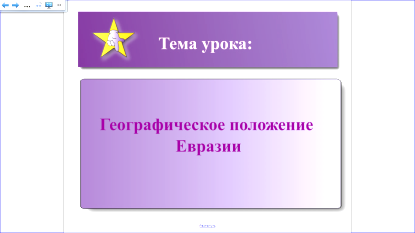 Тема урока:
Географическое положение
Евразии